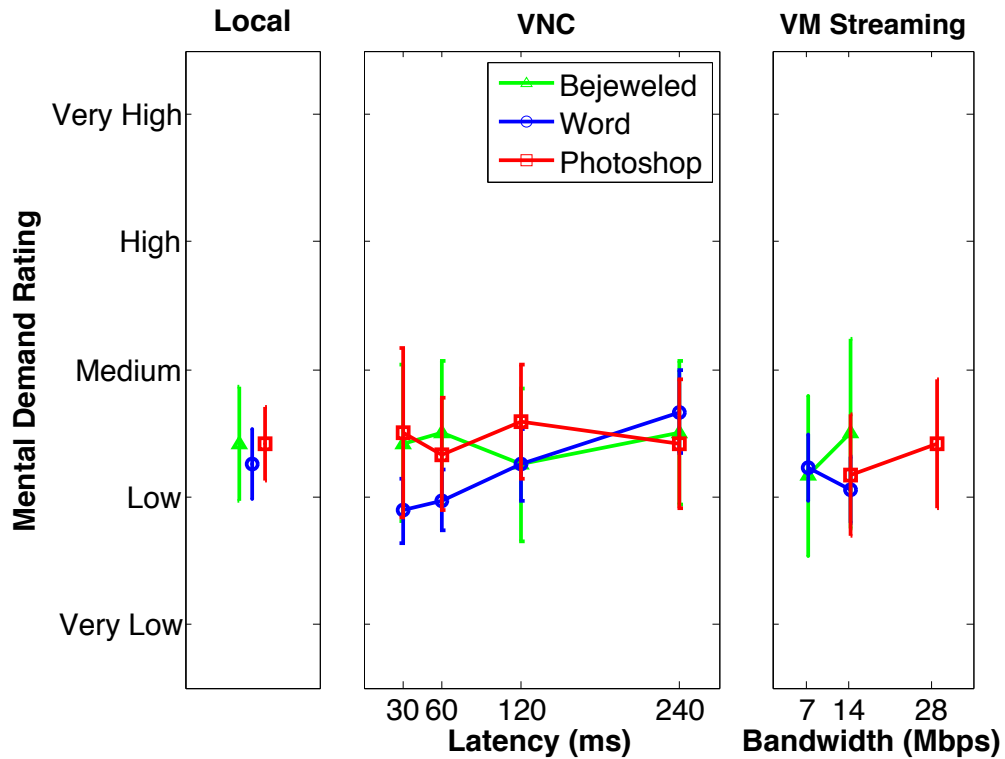 Local
VNC
VM Streaming
Bejeweled
Word
Photoshop
Mental Demand Rating
Very High
High
Medium
Low
Very Low
30 60 120 240
Latency (ms)
7 14 28
Bandwidth (Mbps)